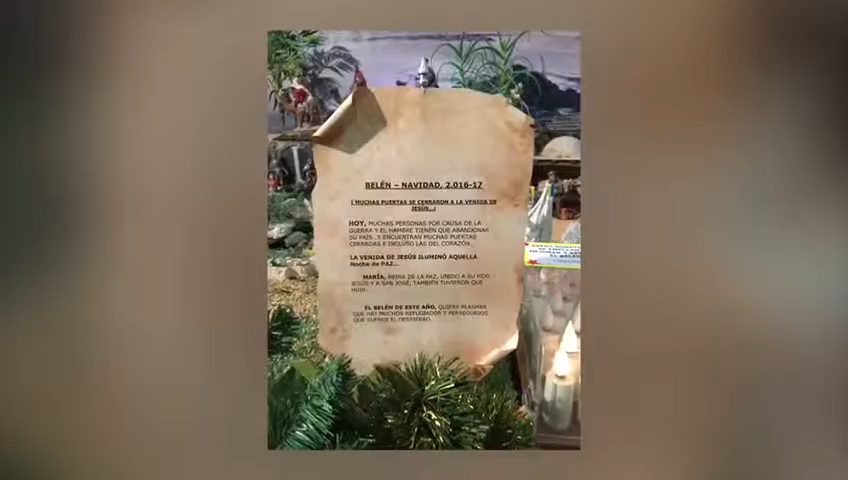 BELÉN – NAVIDAD, 2.016-17
¡ MUCHAS PUERTAS SE CERRARON A LA VENIDA DE
JESÚS...¡
HOY, MUCHAS PERSONAS POR CAUSA DE LA
GUERRA Y EL HAMBRE TIENEN QUE ABANDONAR
SU PAÍS...Y ENCUENTRAN MUCHAS PUERTAS
CERRADAS E INCLUSO LAS DEL CORAZÓN.
LA VENIDA DE JESÚS ILUMINÓ AQUELLA
Noche de PAZ...
MARÍA, REINA DE LA PAZ, UNIDO A SU HIJO
JESÚS Y A SAN JOSÉ, TAMBIÉN TUVIERON QUE
HUIR.
EL BELÉN DE ESTE AÑO, QUIERE PLASMAR
QUE HAY MUCHOS REFUGIADOS Y PERSEGUIDOS
QUE SUFREN EL DESTIERRO.